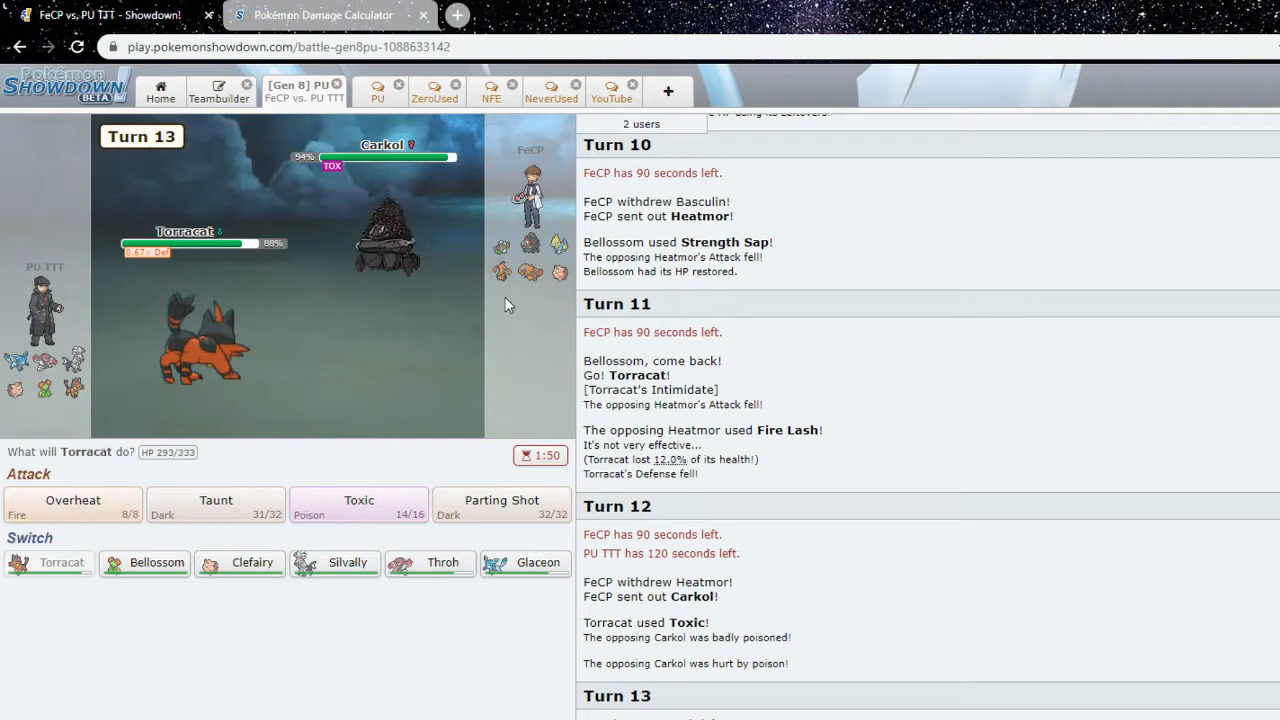 FeCP vs. PU TTT - Showdown!
Pokémon Damage Calculator
play.pokemonshowdown.com/battle-gen8pu-1088633142
Pokémon
SHOWDOWN
BETA
Home
Teambuilder
[Gen 8] PU
FeCP vs. PU TTT
PU
ZeroUsed
NFE
NeverUsed
YouTube
Turn 13
Carkol
94%
TOX
Torracat
88%
0.67× Def
FeCP
PU TTT
2 users
Turn 10
FeCP has 90 seconds left.
FeCP withdrew Basculin!
FeCP sent out Heatmor!
Bellossom used Strength Sap!
The opposing Heatmor's Attack fell!
Bellossom had its HP restored.
Turn 11
FeCP has 90 seconds left.
Bellossom, come back!
Go! Torracat!
[Torracat's Intimidate]
The opposing Heatmor's Attack fell!
The opposing Heatmor used Fire Lash!
It's not very effective...
(Torracat lost 12.0% of its health!)
Torracat's Defense fell!
Turn 12
FeCP has 90 seconds left.
PU TTT has 120 seconds left.
FeCP withdrew Heatmor!
FeCP sent out Carkol!
Torracat used Toxic!
The opposing Carkol was badly poisoned!
The opposing Carkol was hurt by poison!
Turn 13
What will Torracat do? HP 293/333
1:50
Attack
Overheat
Fire 8/8
Taunt
Dark 31/32
Toxic
Poison 14/16
Parting Shot
Dark 32/32
Switch
Torracat
Bellossom
Clefairy
Silvally
Throh
Glaceon